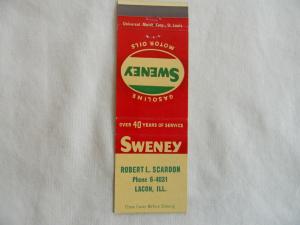 Universal Match Corp., St. Louis
MOTOR OILS
SWENEY
GASOLINE
OVER 40 YEARS OF SERVICE
SWENEY
ROBERT L. SCARDON
Phone 6-4031
LACON, ILL.
Close Cover Before Striking